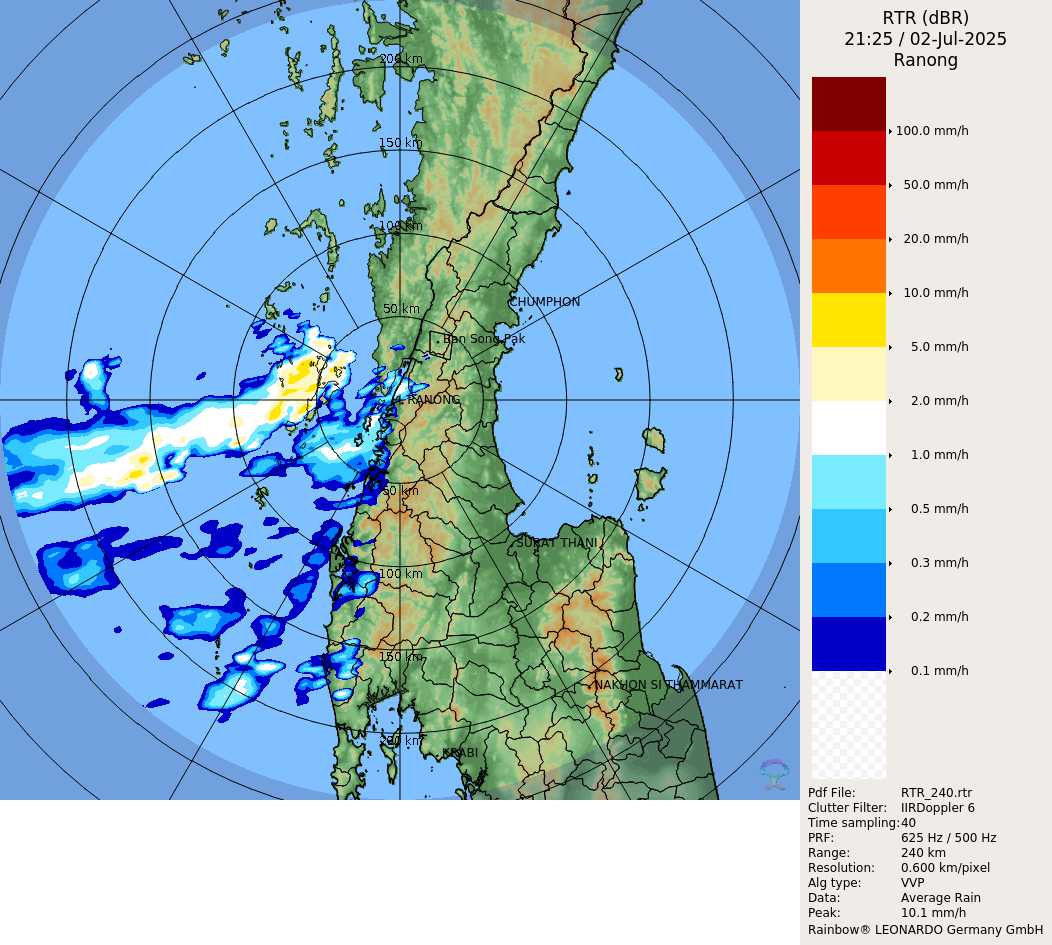 RTR (dBR)
21:25 / 02-Jul-2025
Ranong
200 km
150 km
100 km
50 km
CHUMPHON
Ban Song Pak
RANONG
50 km
SURAT THANI
100 km
150 km
NAKHON SI THAMMARAT
200 km
KRABI
100.0 mm/h
50.0 mm/h
20.0 mm/h
10.0 mm/h
5.0 mm/h
2.0 mm/h
1.0 mm/h
0.5 mm/h
0.3 mm/h
0.2 mm/h
0.1 mm/h
Pdf File: RTR_240.rtr
Clutter Filter: IIRDoppler 6
Time sampling: 40
PRF: 625 Hz / 500 Hz
Range: 240 km
Resolution: 0.600 km/pixel
Alg type: VVP
Data: Average Rain
Peak: 10.1 mm/h
Rainbow® LEONARDO Germany GmbH